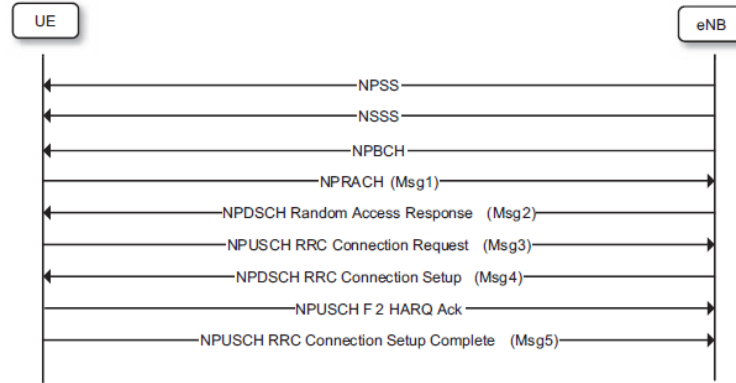 UE
eNB
NPSS
NSSS
NPBCH
NPRACH (Msg1)
NPDSCH Random Access Response (Msg2)
NPUSCH RRC Connection Request (Msg3)
NPDSCH RRC Connection Setup (Msg4)
NPUSCH F 2 HARQ Ack
NPUSCH RRC Connection Setup Complete (Msg5)